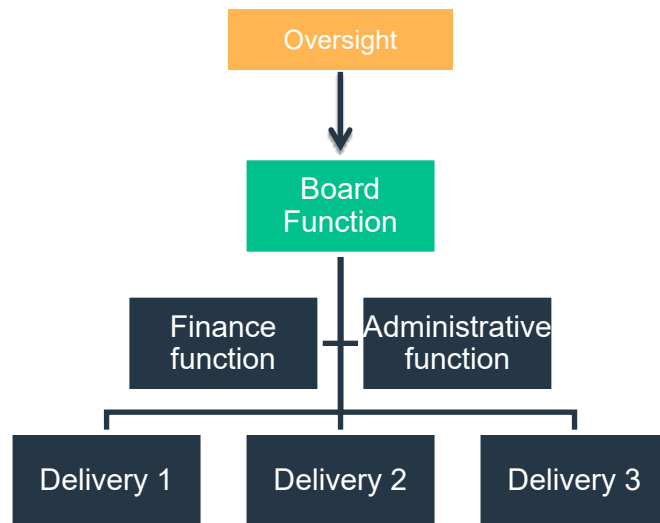 Oversight
Board
Function
Finance
function
Administrative
function
Delivery 1
Delivery 2
Delivery 3